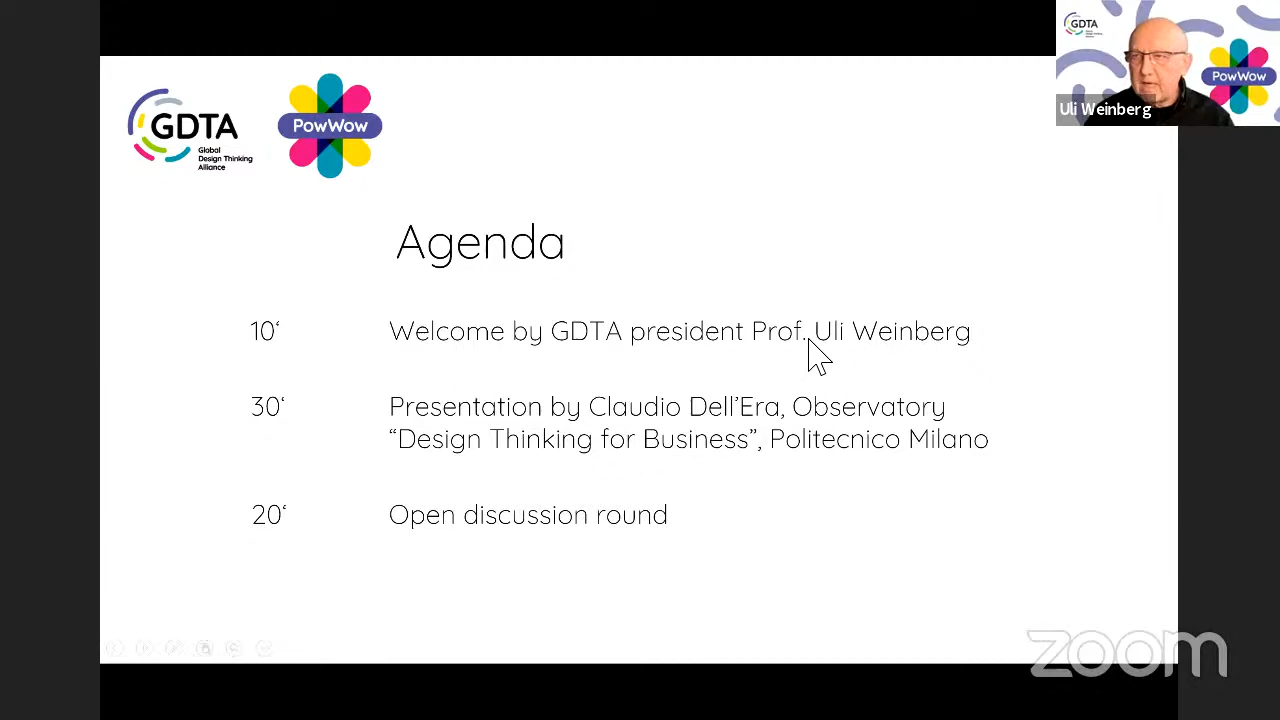 GDTA
Global
Design Thinking
Alliance
PowWow
GDTA
PowWow
Uli Weinberg
Agenda
10‘ Welcome by GDTA president Prof. Uli Weinberg
30‘ Presentation by Claudio Dell’Era, Observatory
“Design Thinking for Business”, Politecnico Milano
20‘ Open discussion round
zoom